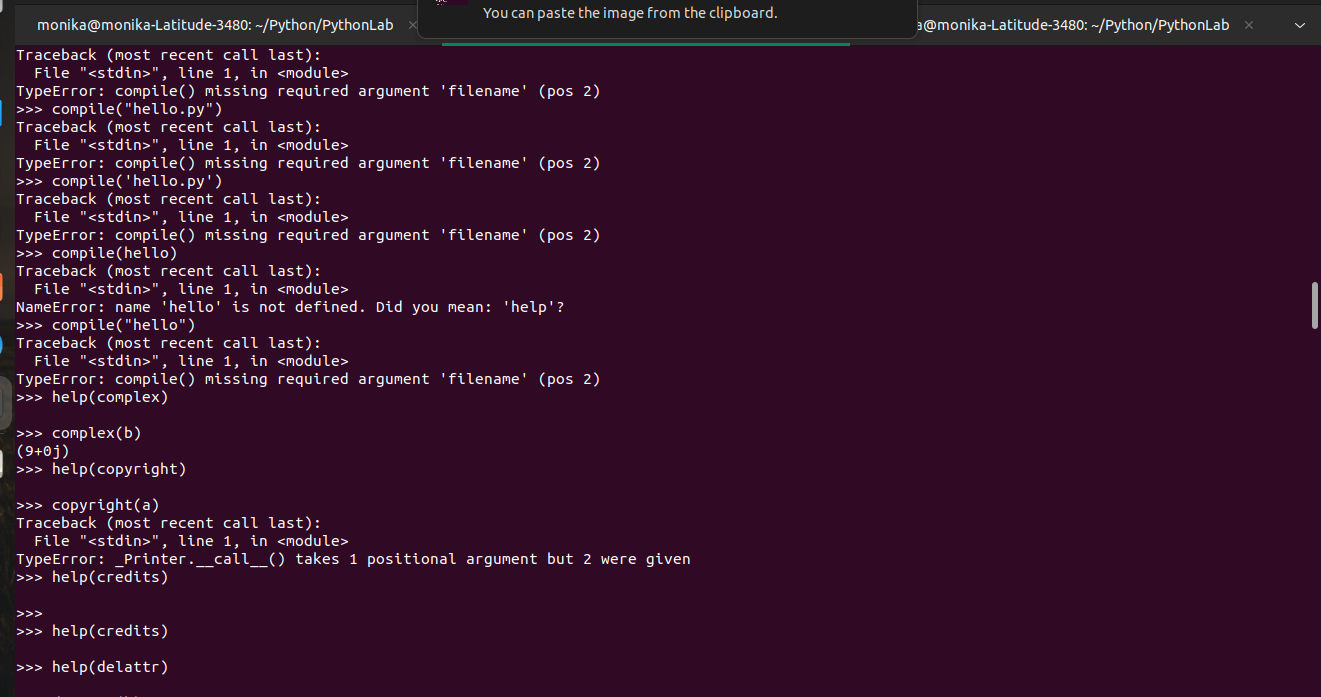 You can paste the image from the clipboard.
monika@monika-Latitude-3480: ~/Python/PythonLab
a@monika-Latitude-3480: ~/Python/PythonLab
Traceback (most recent call last):
  File "<stdin>", line 1, in <module>
TypeError: compile() missing required argument 'filename' (pos 2)
>>> compile("hello.py")
Traceback (most recent call last):
  File "<stdin>", line 1, in <module>
TypeError: compile() missing required argument 'filename' (pos 2)
>>> compile('hello.py')
Traceback (most recent call last):
  File "<stdin>", line 1, in <module>
TypeError: compile() missing required argument 'filename' (pos 2)
>>> compile(hello)
Traceback (most recent call last):
  File "<stdin>", line 1, in <module>
NameError: name 'hello' is not defined. Did you mean: 'help'?
>>> compile("hello")
Traceback (most recent call last):
  File "<stdin>", line 1, in <module>
TypeError: compile() missing required argument 'filename' (pos 2)
>>> help(complex)
>>> complex(b)
(9+0j)
>>> help(copyright)
>>> copyright(a)
Traceback (most recent call last):
  File "<stdin>", line 1, in <module>
TypeError: _Printer.__call__() takes 1 positional argument but 2 were given
>>> help(credits)
>>>
>>> help(credits)
>>> help(delattr)